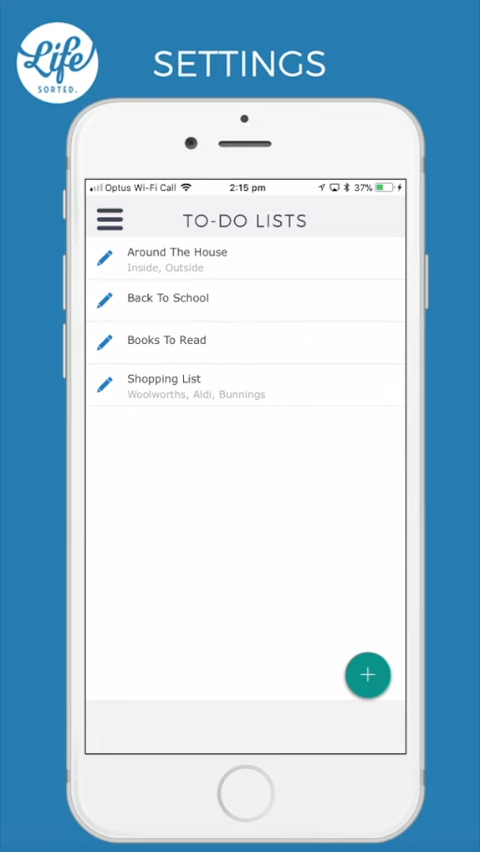 Life
SORTED.
SETTINGS
Optus Wi-Fi Call
2:15 pm
37%
TO-DO LISTS
Around The House
Inside, Outside
Back To School
Books To Read
Shopping List
Woolworths, Aldi, Bunnings
+